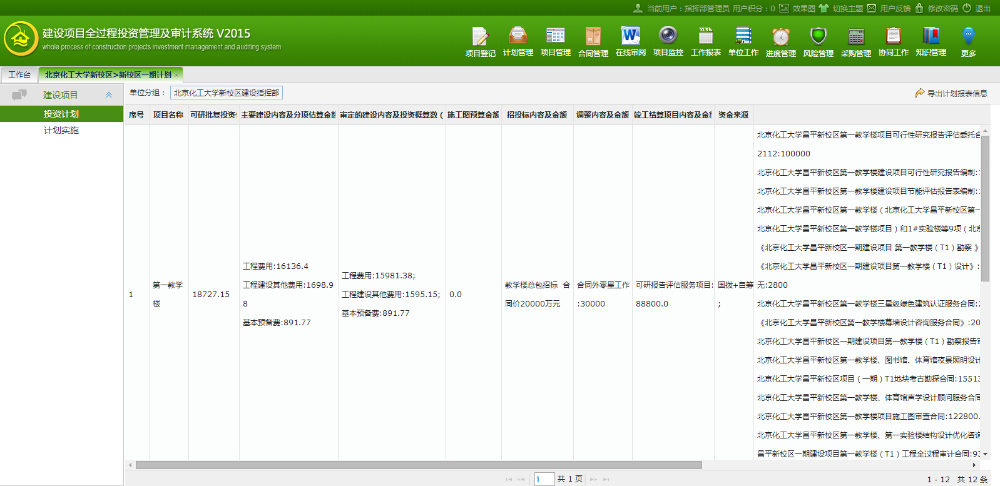 当前用户：指挥部管理员 用户积分：0 效果图 切换主题 用户反馈 修改密码 退出
建设项目全过程投资管理及审计系统 V2015
whole process of construction projects investment management and auditing system
项目登记 计划管理 项目管理 合同管理 在线审阅 项目监控 工作报表 单位工作 进度管理 风险管理 采购管理 协同工作 知识管理 更多
工作台 北京化工大学新校区>新校区一期计划 ×
建设项目
投资计划
计划实施
单位分组： 北京化工大学新校区建设指挥部 导出计划报表信息
序号 项目名称 可研批复投资 主要建设内容及分项估算金额 审定的建设内容及投资概算数（ 施工图预算金额 招投标内容及金额 调整内容及金额 竣工结算项目内容及金 资金来源
1
第一教学
楼
18727.15
工程费用:16136.4
工程建设其他费用:1698.9
8
基本预备费:891.77
工程费用:15981.38;
工程建设其他费用:1595.15;
基本预备费:891.77
0.0
教学楼总包招标 合
同价20000万元
合同外零星工作
:30000
可研报告评估服务项目:
88800.0
国拨+自筹
;
北京化工大学昌平新校区第一教学楼项目可行性研究报告评估委托合
2112:100000
北京化工大学昌平新校区第一教学楼建设项目可行性研究报告编制:
北京化工大学昌平新校区第一教学楼建设项目节能评估报告表编制:
北京化工大学昌平新校区第一教学楼（北京化工大学昌平新校区第一
北京化工大学昌平新校区第一教学楼项目）和1#实验楼等9项（北京
《北京化工大学昌平新校区一期建设项目 第一教学楼（T1）勘察 》
《北京化工大学昌平新校区一期建设项目第一教学楼（T1）设计》:
无:2800
北京化工大学昌平新校区第一教学楼三星级绿色建筑认证服务合同:2
《北京化工大学昌平新校区第一教学楼幕墙设计咨询服务合同》:20
北京化工大学昌平新校区一期建设项目第一教学楼（T1）勘察报告审
北京化工大学昌平新校区第一教学楼、图书馆、体育馆夜景照明设计
北京化工大学昌平新校区项目（一期）T1地块考古勘探合同:15513
北京化工大学昌平新校区第一教学楼、体育馆声学设计顾问服务合同
北京化工大学昌平新校区第一教学楼项目施工图审查合同:122800.
北京化工大学昌平新校区第一教学楼、第一实验楼结构设计优化咨询
昌平新校区一期建设项目第一教学楼（T1）工程全过程审计合同:93
1 共 1 页
1 - 12 共 12 条